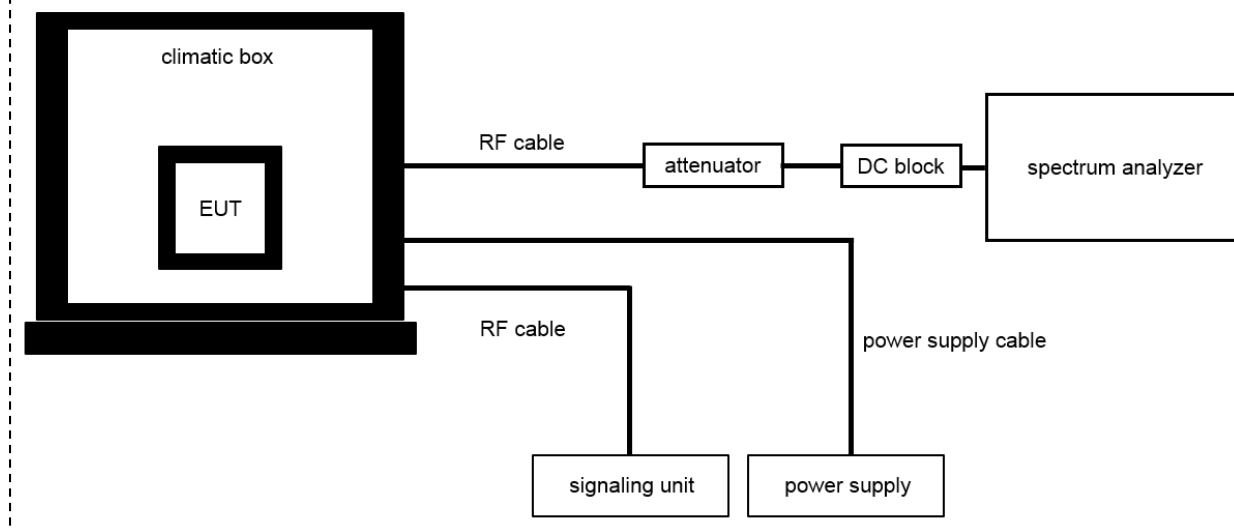 climatic box
RF cable
attenuator
DC block
spectrum analyzer
EUT
RF cable
power supply cable
signaling unit
power supply